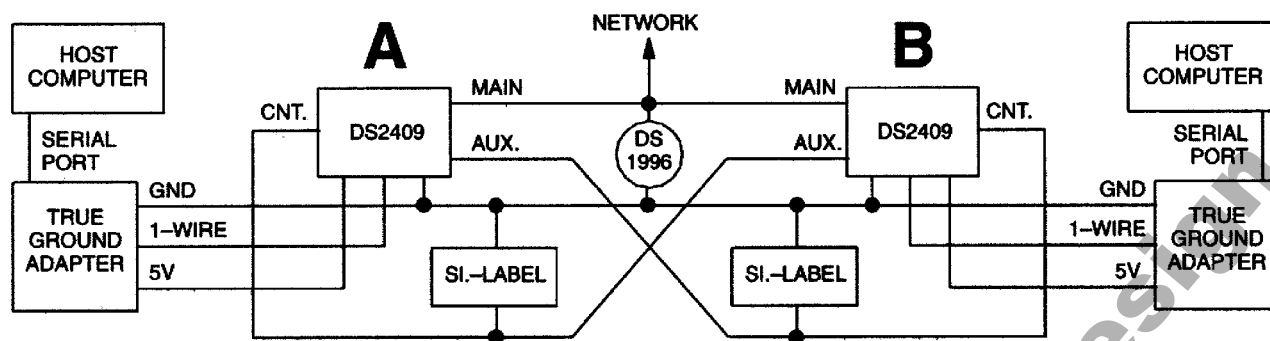 NETWORK
A
B
HOST
COMPUTER
HOST
COMPUTER
CNT.
DS2409
MAIN
MAIN
DS2409
CNT.
SERIAL
PORT
AUX.
DS
1996
AUX.
SERIAL
PORT
TRUE
GROUND
ADAPTER
GND
1–WIRE
5V
SI.–LABEL
SI.–LABEL
GND
1–WIRE
5V
TRUE
GROUND
ADAPTER
esign